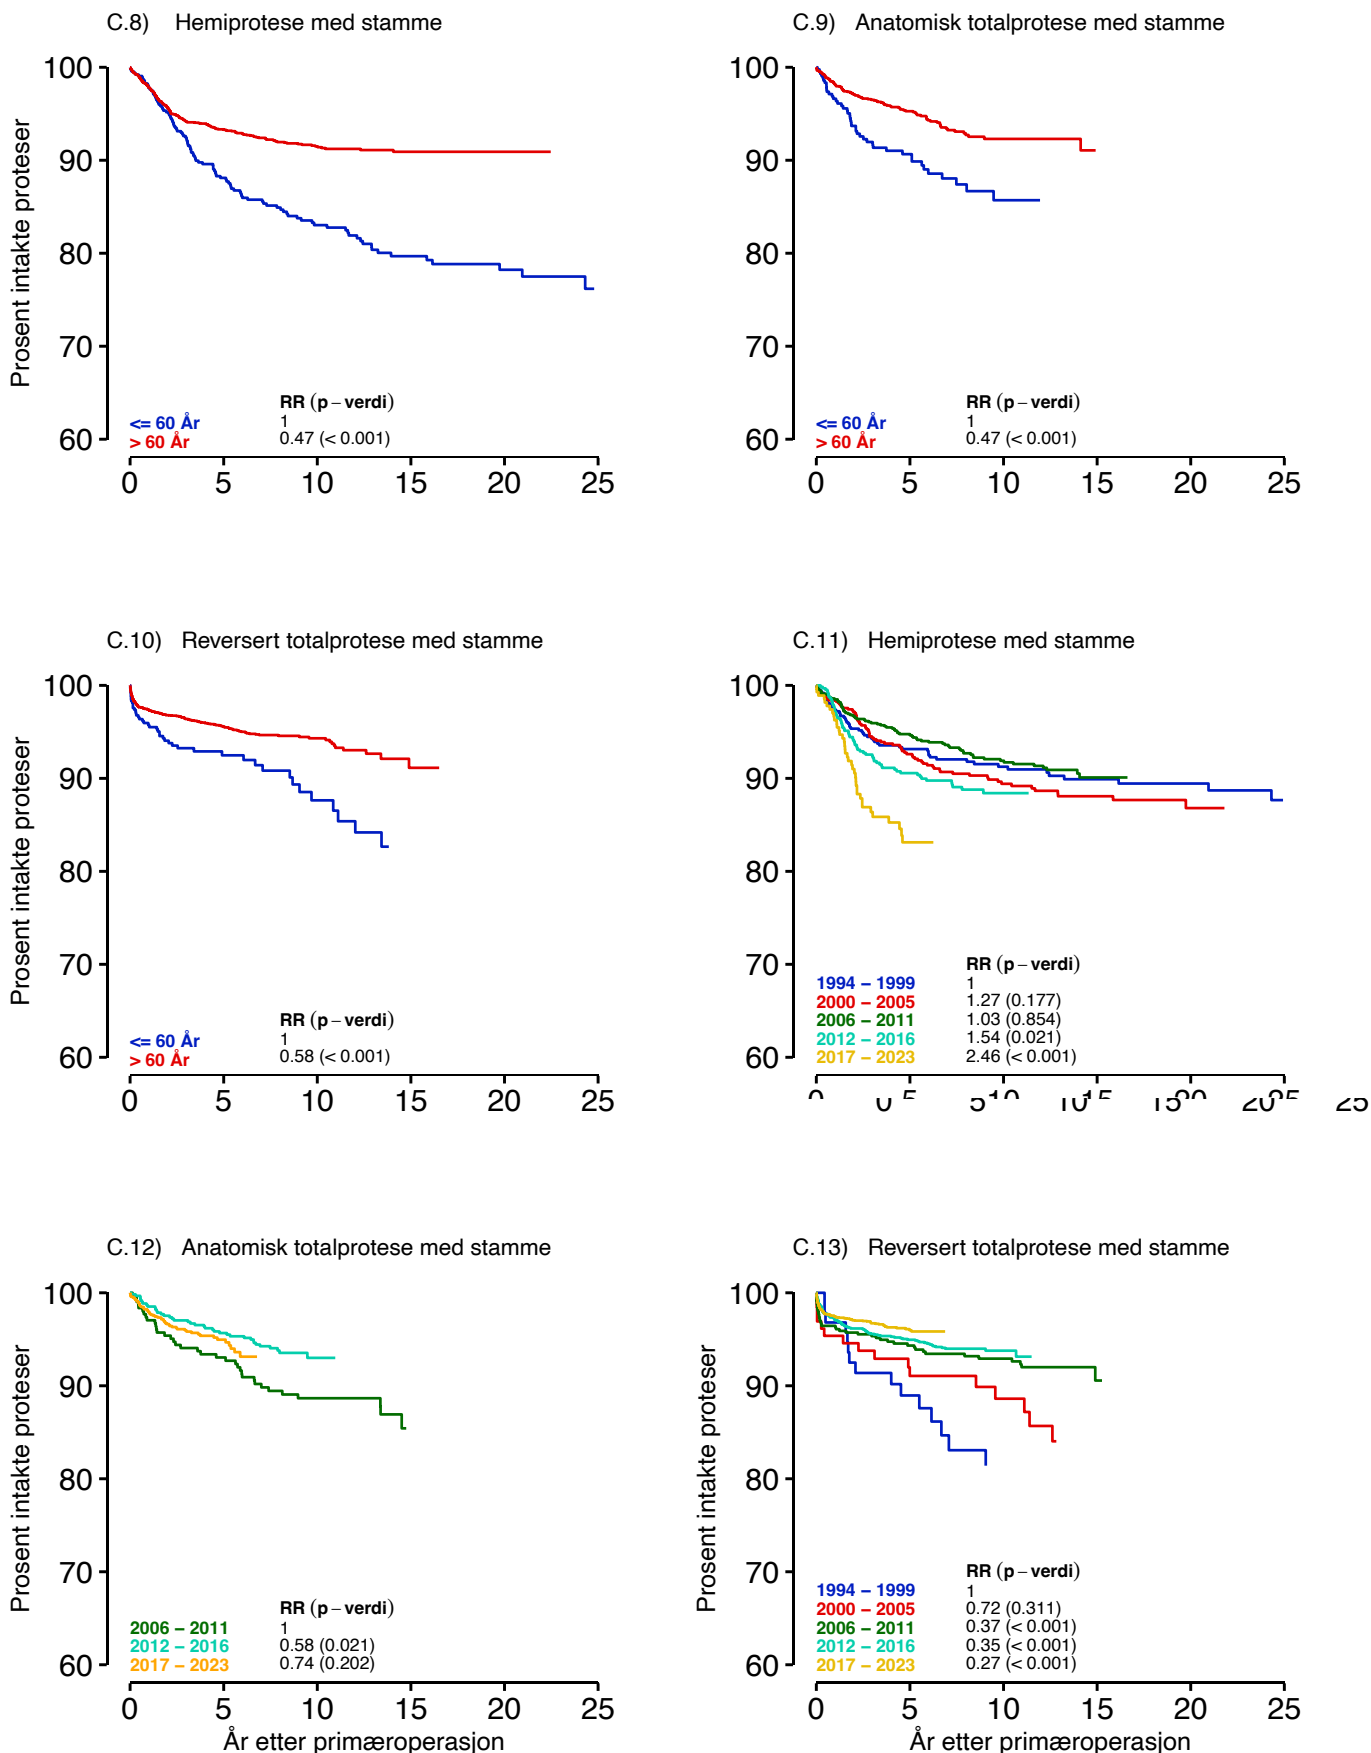 C.8) Hemiprotese med stamme
Prosent intakte proteser
100
90
80
70
60
RR (p – verdi)
<= 60 År 1
> 60 År 0.47 (< 0.001)
0 5 10 15 20 25
C.9) Anatomisk totalprotese med stamme
100
90
80
70
60
RR (p – verdi)
<= 60 År 1
> 60 År 0.47 (< 0.001)
0 5 10 15 20 25
C.10) Reversert totalprotese med stamme
Prosent intakte proteser
100
90
80
70
60
RR (p – verdi)
<= 60 År 1
> 60 År 0.58 (< 0.001)
0 5 10 15 20 25
C.11) Hemiprotese med stamme
100
90
80
70
60
RR (p – verdi)
1994 – 1999 1
2000 – 2005 1.27 (0.177)
2006 – 2011 1.03 (0.854)
2012 – 2016 1.54 (0.021)
2017 – 2023 2.46 (< 0.001)
C.12) Anatomisk totalprotese med stamme
Prosent intakte proteser
100
90
80
70
60
RR (p – verdi)
2006 – 2011 1
2012 – 2016 0.58 (0.021)
2017 – 2023 0.74 (0.202)
0 5 10 15 20 25
År etter primæroperasjon
C.13) Reversert totalprotese med stamme
Prosent intakte proteser
100
90
80
70
60
RR (p – verdi)
1994 – 1999 1
2000 – 2005 0.72 (0.311)
2006 – 2011 0.37 (< 0.001)
2012 – 2016 0.35 (< 0.001)
2017 – 2023 0.27 (< 0.001)
0 5 10 15 20 25
År etter primæroperasjon